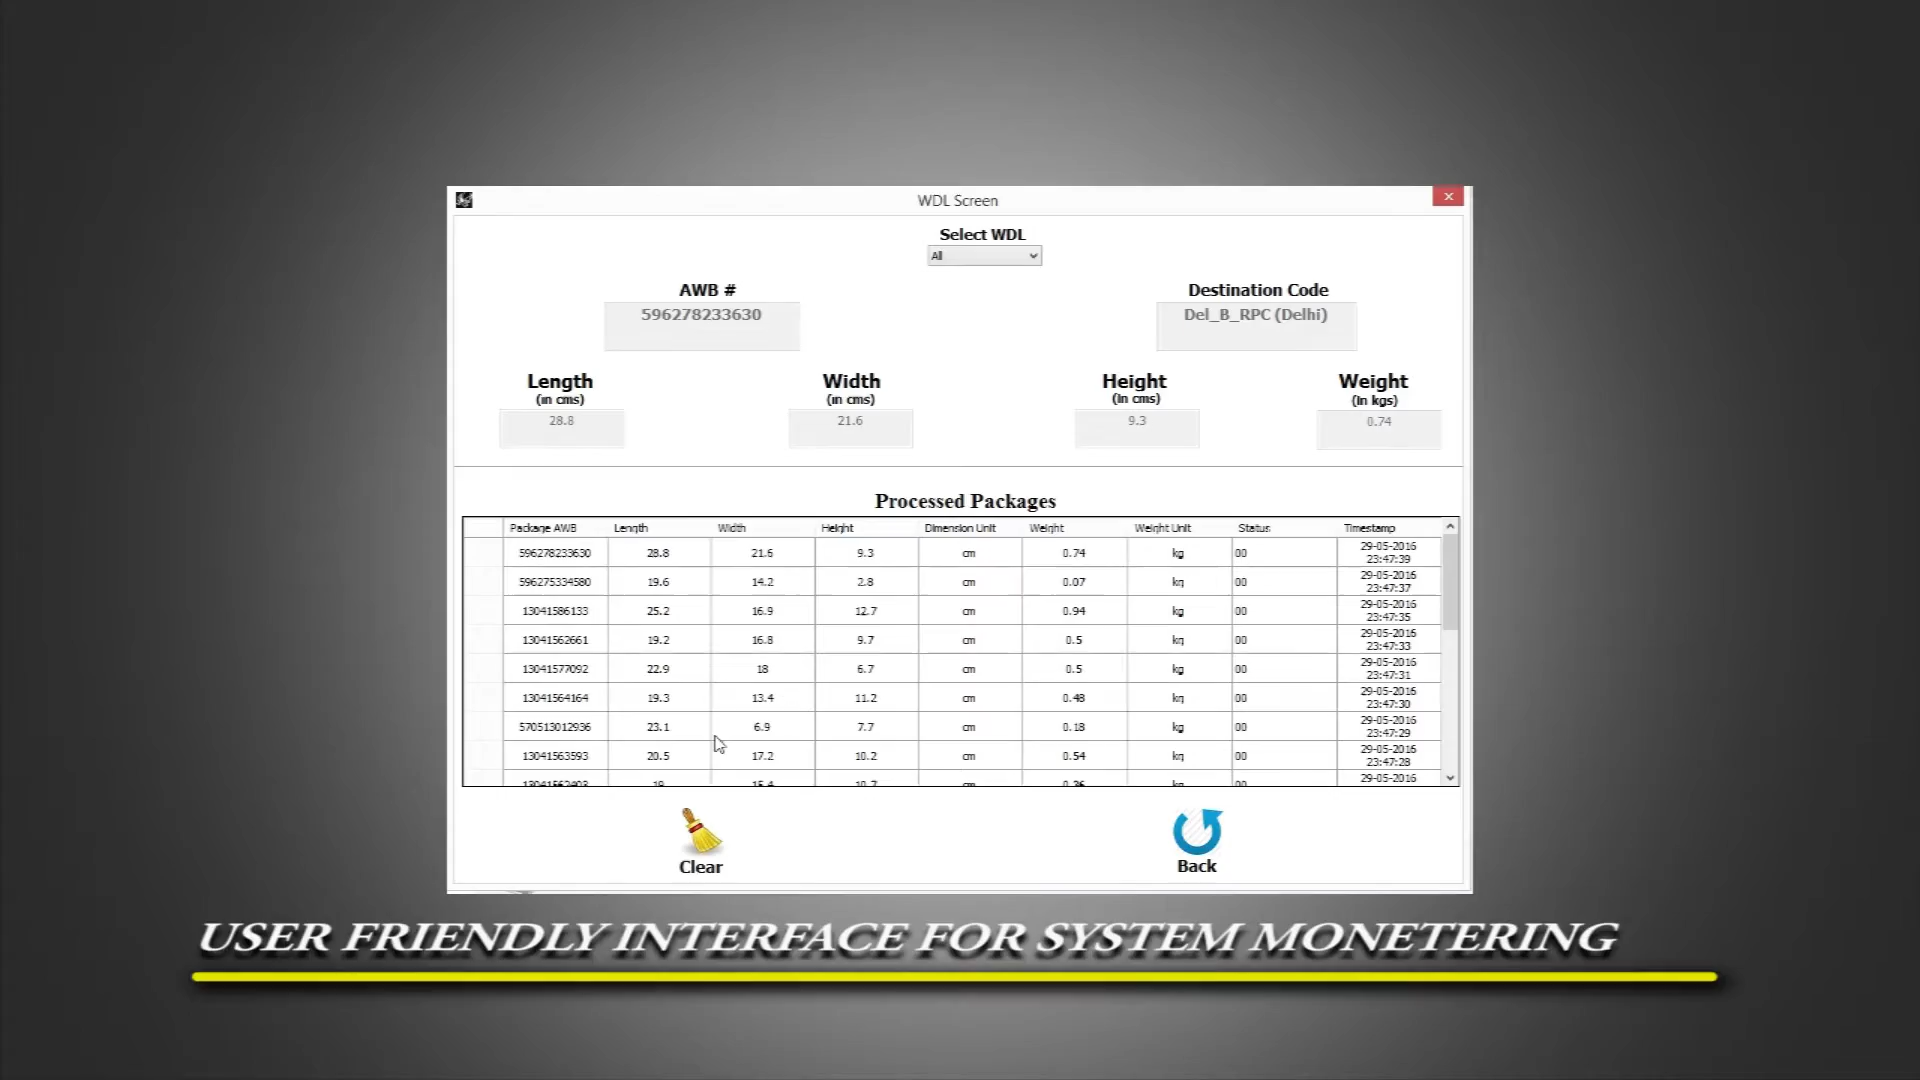 WDL Screen
Select WDL
All
AWB #
Destination Code
596278233630
Del_B_RPC (Delhi)
Length Width Height Weight
(in cms) (in cms) (in cms) (in kgs)
28.8 21.6 9.3 0.74
Processed Packages
Package AWB Length Width Height Dimension Unit Weight Weight Unit Status Timestamp
596278233630 28.8 21.6 9.3 cm 0.74 kg 00 29-05-2016 23:47:39
596275334580 19.6 14.2 2.8 cm 0.07 kg 00 29-05-2016 23:47:37
13041586133 25.2 16.9 12.7 cm 0.94 kg 00 29-05-2016 23:47:35
13041562661 19.2 16.8 9.7 cm 0.5 kg 00 29-05-2016 23:47:33
13041577092 22.9 18 6.7 cm 0.5 kg 00 29-05-2016 23:47:31
13041564164 19.3 13.4 11.2 cm 0.48 kg 00 29-05-2016 23:47:30
570513012936 23.1 6.9 7.7 cm 0.18 kg 00 29-05-2016 23:47:29
13041563593 20.5 17.2 10.2 cm 0.54 kg 00 29-05-2016 23:47:28
29-05-2016
Clear Back
USER FRIENDLY INTERFACE FOR SYSTEM MONETERING